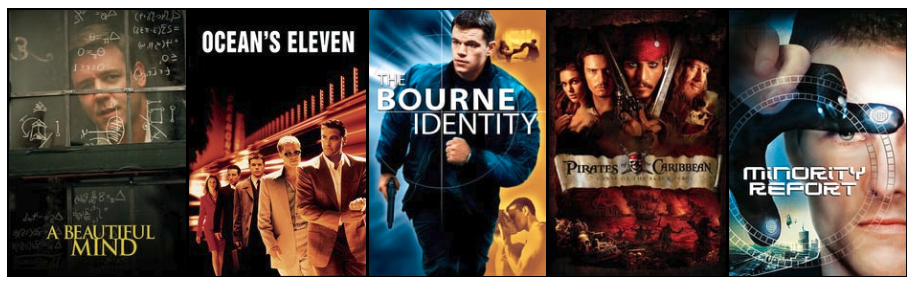 A BEAUTIFUL
MIND
OCEAN'S ELEVEN
THE
BOURNE
IDENTITY
PIRATES OF THE CARIBBEAN
MINORITY
REPORT